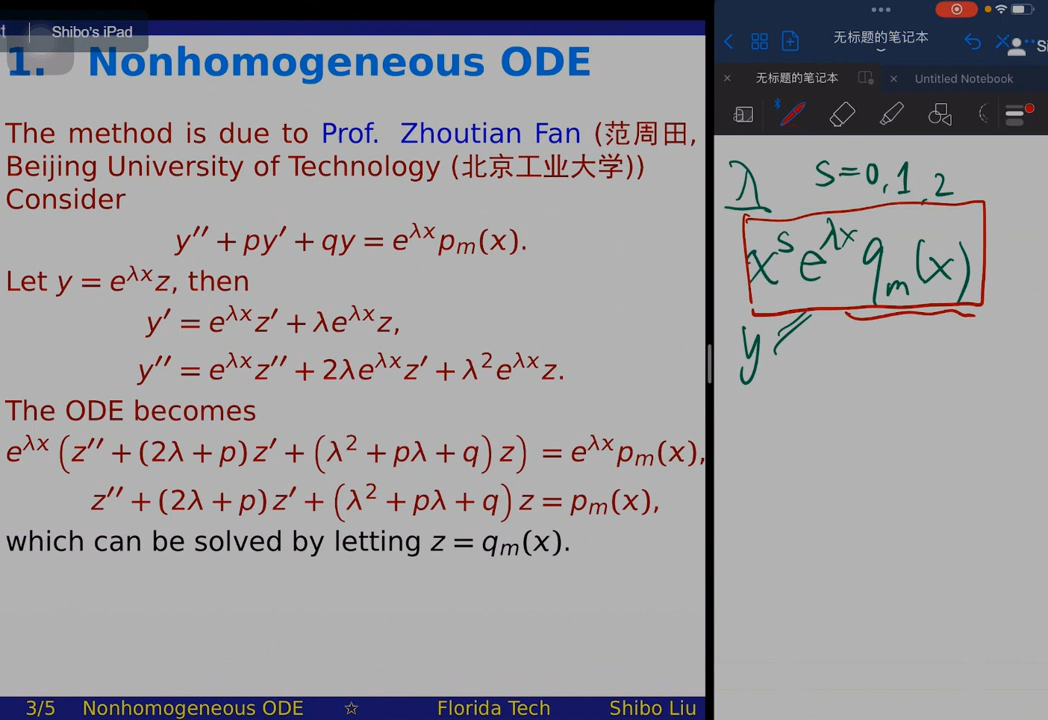 Shibo's iPad
1. Nonhomogeneous ODE
The method is due to Prof. Zhoutian Fan (范周田,
Beijing University of Technology (北京工业大学))
Consider
y′′ + py′ + qy = e^{λx}p_m(x).
Let y = e^{λx}z, then
y′ = e^{λx}z′ + λe^{λx}z,
y′′ = e^{λx}z′′ + 2λe^{λx}z′ + λ²e^{λx}z.
The ODE becomes
e^{λx}(z′′ + (2λ + p)z′ + (λ² + pλ + q)z) = e^{λx}p_m(x),
z′′ + (2λ + p)z′ + (λ² + pλ + q)z = p_m(x),
which can be solved by letting z = q_m(x).
3/5 Nonhomogeneous ODE ☆ Florida Tech Shibo Liu
无标题的笔记本
无标题的笔记本 Untitled Notebook
λ s=0,1,2
x^s e^{λx} q_m(x)
y